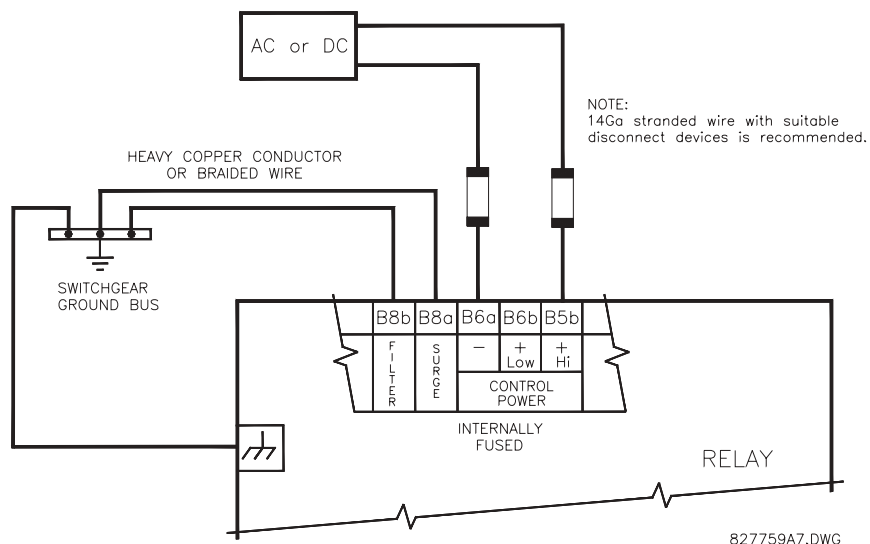 AC or DC
NOTE:
14Ga stranded wire with suitable
disconnect devices is recommended.
HEAVY COPPER CONDUCTOR
OR BRAIDED WIRE
SWITCHGEAR
GROUND BUS
B8b B8a B6a B6b B5b
FILTER
SURGE
−
+
Low
+
Hi
CONTROL
POWER
INTERNALLY
FUSED
RELAY
827759A7.DWG